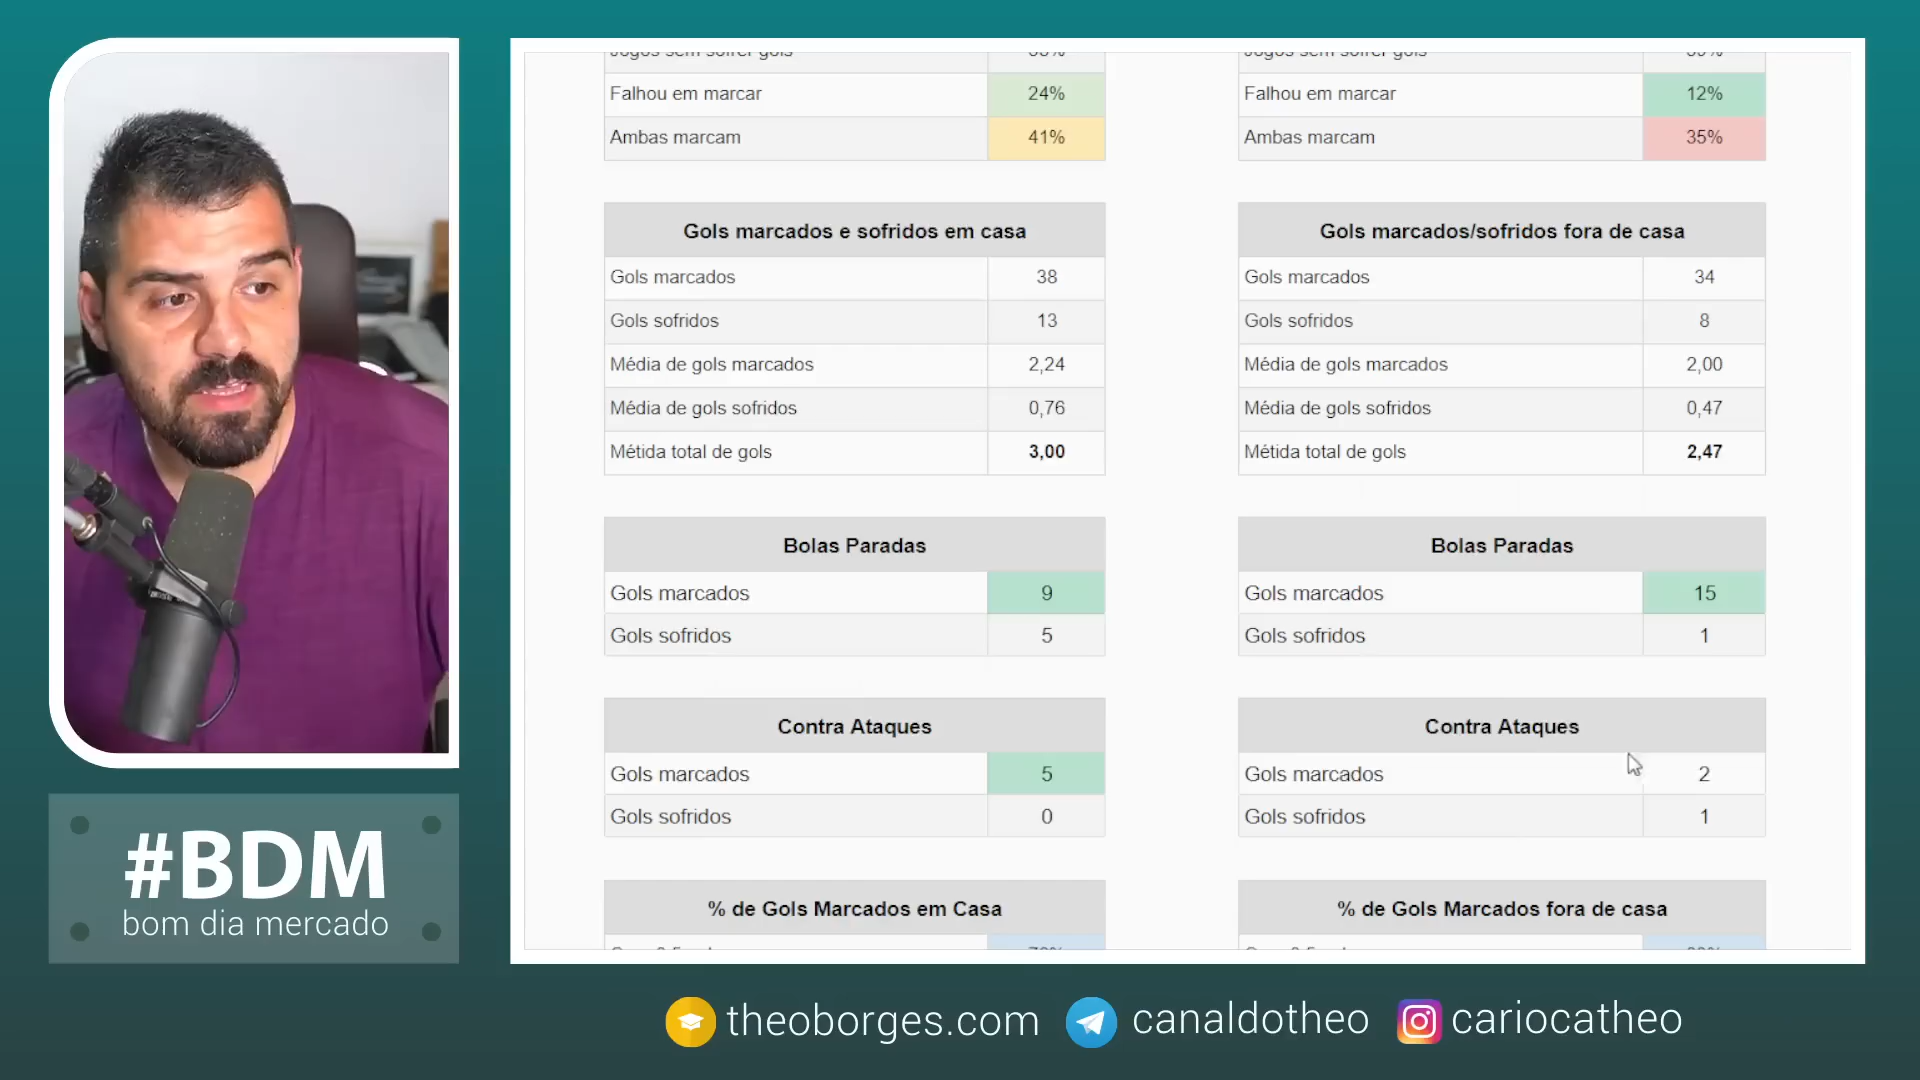 Falhou em marcar 24%
Ambas marcam 41%
Gols marcados e sofridos em casa
Gols marcados 38
Gols sofridos 13
Média de gols marcados 2,24
Média de gols sofridos 0,76
Métida total de gols 3,00
Bolas Paradas
Gols marcados 9
Gols sofridos 5
Contra Ataques
Gols marcados 5
Gols sofridos 0
% de Gols Marcados em Casa
Jogos sem sofrer gols
Falhou em marcar 12%
Ambas marcam 35%
Gols marcados/sofridos fora de casa
Gols marcados 34
Gols sofridos 8
Média de gols marcados 2,00
Média de gols sofridos 0,47
Métida total de gols 2,47
Bolas Paradas
Gols marcados 15
Gols sofridos 1
Contra Ataques
Gols marcados 2
Gols sofridos 1
% de Gols Marcados fora de casa
#BDM
bom dia mercado
theoborges.com
canaldotheo
cariocatheo